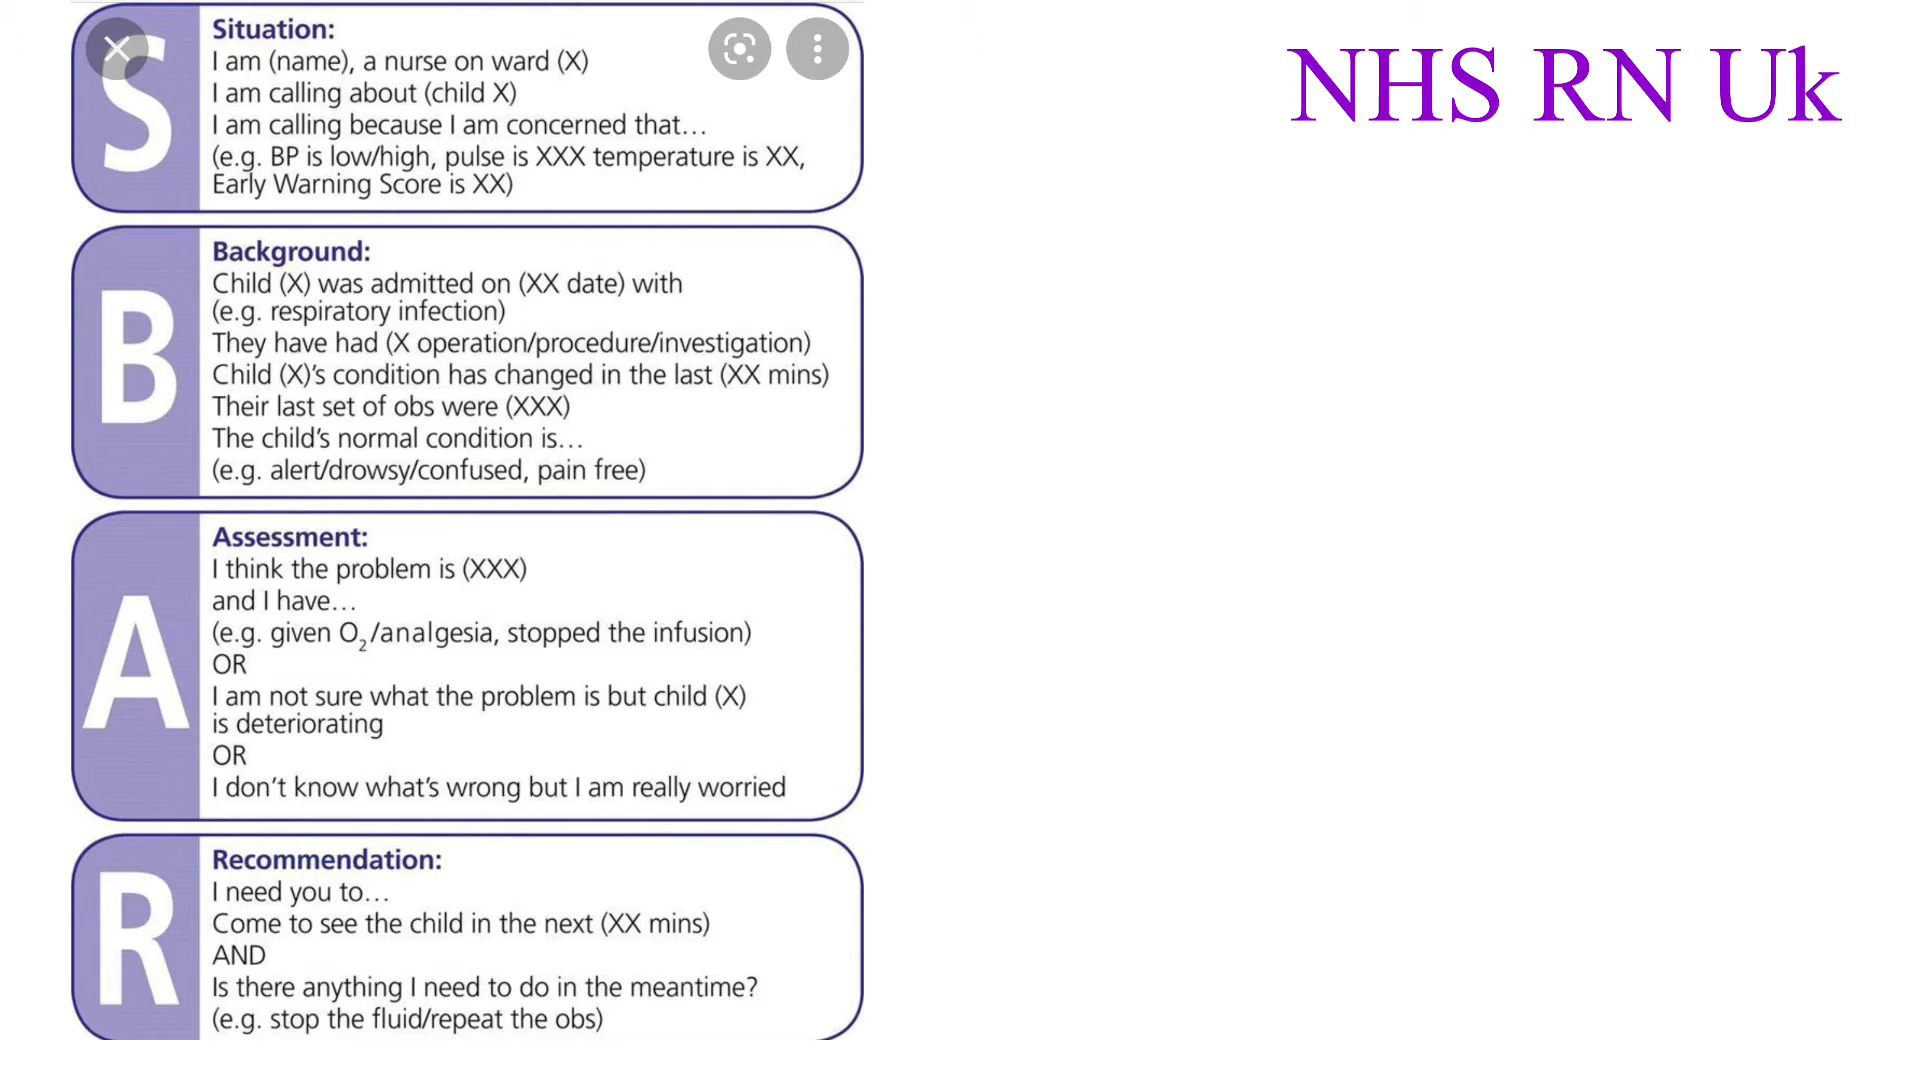 NHS RN Uk
S
Situation:
I am (name), a nurse on ward (X)
I am calling about (child X)
I am calling because I am concerned that...
(e.g. BP is low/high, pulse is XXX temperature is XX,
Early Warning Score is XX)
B
Background:
Child (X) was admitted on (XX date) with
(e.g. respiratory infection)
They have had (X operation/procedure/investigation)
Child (X)'s condition has changed in the last (XX mins)
Their last set of obs were (XXX)
The child's normal condition is...
(e.g. alert/drowsy/confused, pain free)
A
Assessment:
I think the problem is (XXX)
and I have...
(e.g. given O₂/analgesia, stopped the infusion)
OR
I am not sure what the problem is but child (X)
is deteriorating
OR
I don't know what's wrong but I am really worried
R
Recommendation:
I need you to...
Come to see the child in the next (XX mins)
AND
Is there anything I need to do in the meantime?
(e.g. stop the fluid/repeat the obs)